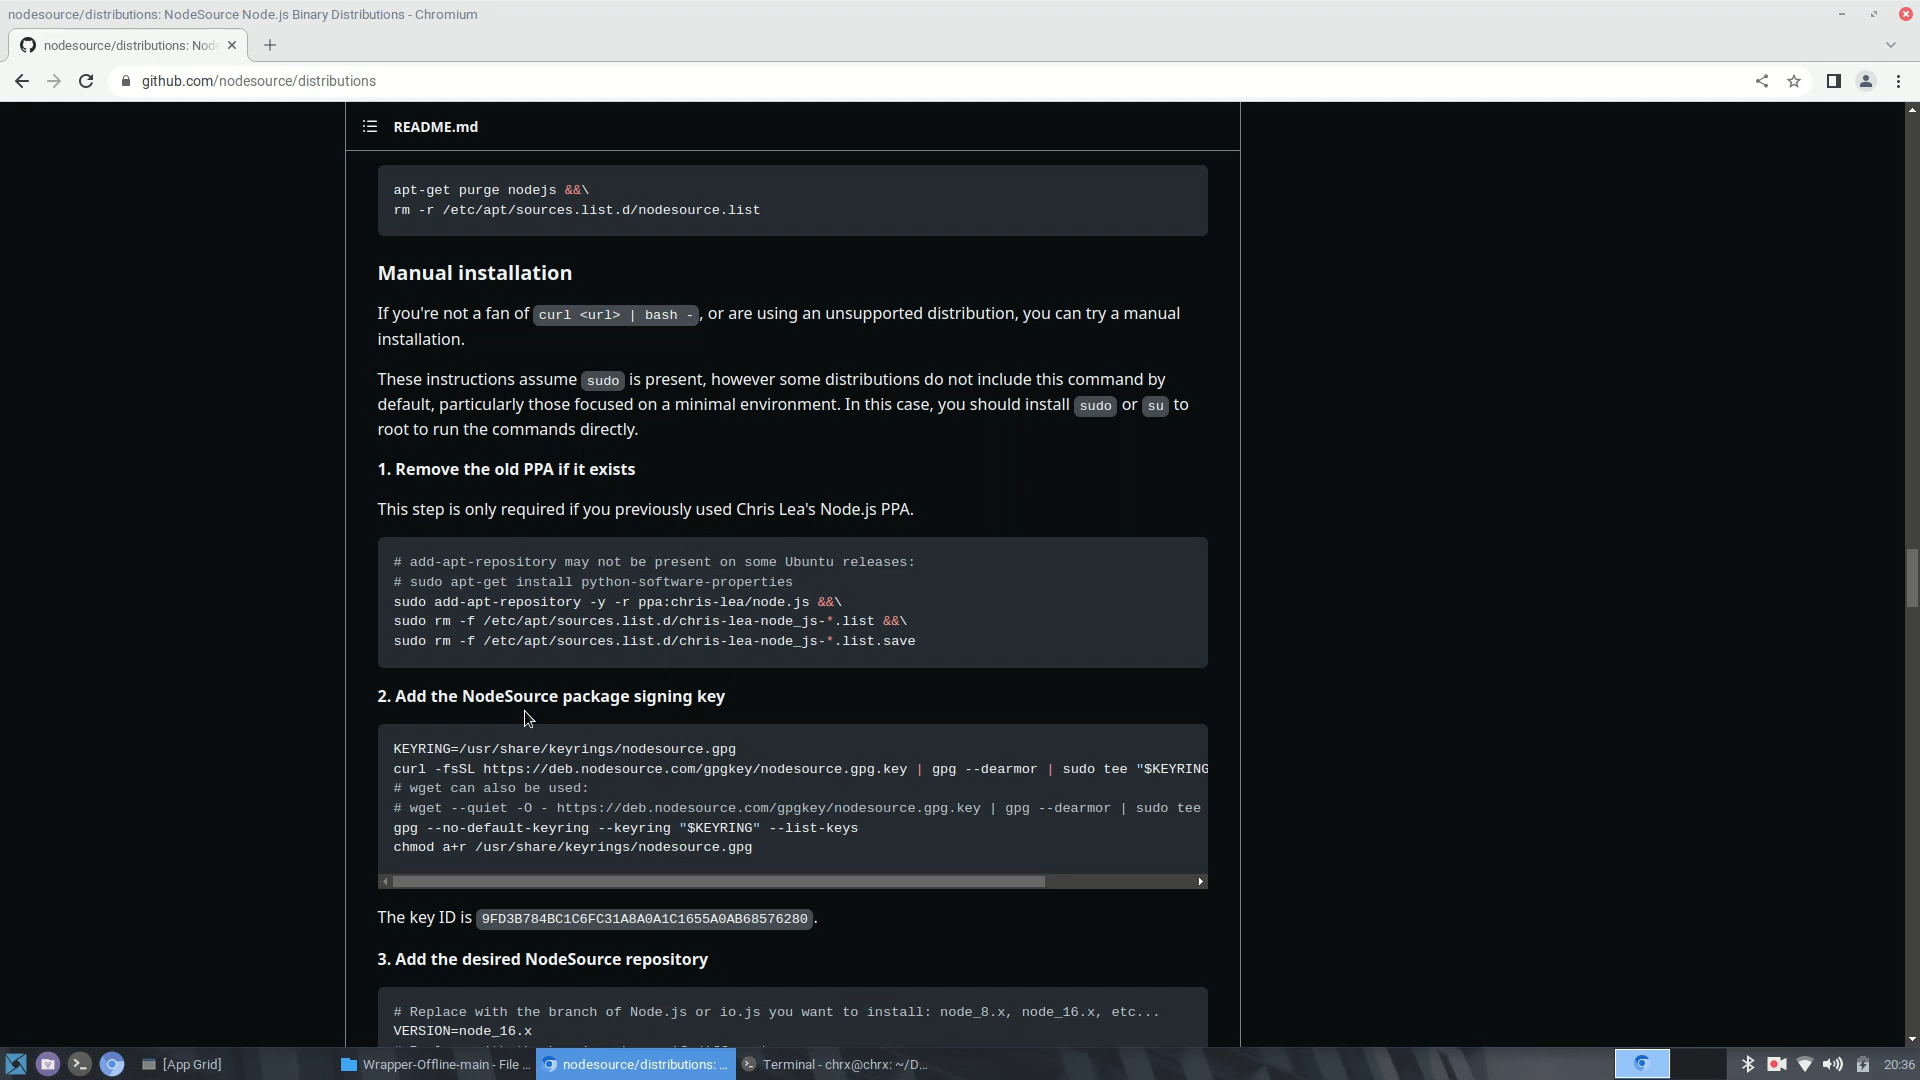 nodesource/distributions: NodeSource Node.js Binary Distributions - Chromium
nodesource/distributions: Nod
github.com/nodesource/distributions
README.md
apt-get purge nodejs &&\
rm -r /etc/apt/sources.list.d/nodesource.list
Manual installation
If you're not a fan of curl <url> | bash -, or are using an unsupported distribution, you can try a manual
installation.
These instructions assume sudo is present, however some distributions do not include this command by
default, particularly those focused on a minimal environment. In this case, you should install sudo or su to
root to run the commands directly.
1. Remove the old PPA if it exists
This step is only required if you previously used Chris Lea's Node.js PPA.
# add-apt-repository may not be present on some Ubuntu releases:
# sudo apt-get install python-software-properties
sudo add-apt-repository -y -r ppa:chris-lea/node.js &&\
sudo rm -f /etc/apt/sources.list.d/chris-lea-node_js-*.list &&\
sudo rm -f /etc/apt/sources.list.d/chris-lea-node_js-*.list.save
2. Add the NodeSource package signing key
KEYRING=/usr/share/keyrings/nodesource.gpg
curl -fsSL https://deb.nodesource.com/gpgkey/nodesource.gpg.key | gpg --dearmor | sudo tee "$KEYRING
# wget can also be used:
# wget --quiet -O - https://deb.nodesource.com/gpgkey/nodesource.gpg.key | gpg --dearmor | sudo tee
gpg --no-default-keyring --keyring "$KEYRING" --list-keys
chmod a+r /usr/share/keyrings/nodesource.gpg
The key ID is 9FD3B784BC1C6FC31A8A0A1C1655A0AB68576280.
3. Add the desired NodeSource repository
# Replace with the branch of Node.js or io.js you want to install: node_8.x, node_16.x, etc...
VERSION=node_16.x
[App Grid]
Wrapper-Offline-main - File ...
nodesource/distributions: ...
Terminal - chrx@chrx: ~/D...
20:36